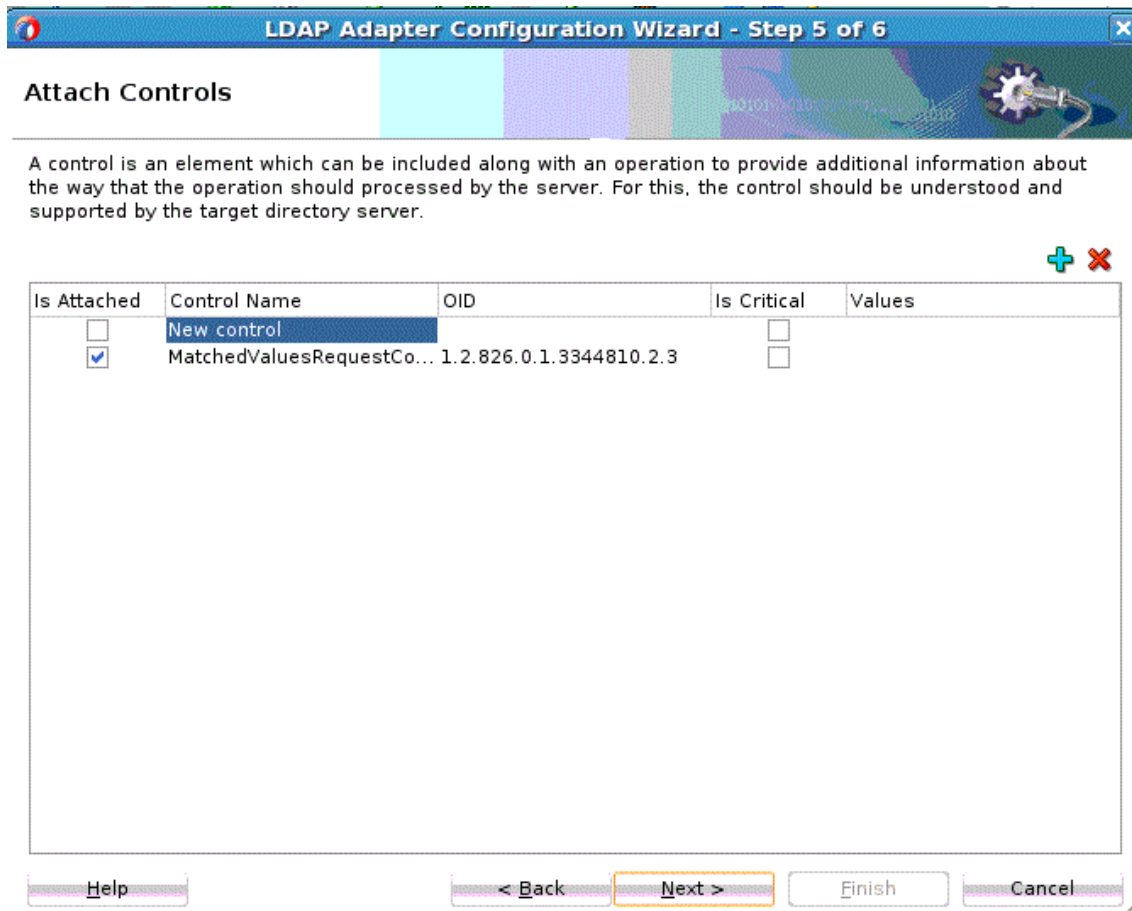 LDAP Adapter Configuration Wizard - Step 5 of 6
Attach Controls
A control is an element which can be included along with an operation to provide additional information about
the way that the operation should processed by the server. For this, the control should be understood and
supported by the target directory server.
Is Attached Control Name OID Is Critical Values
New control
MatchedValuesRequestCo... 1.2.826.0.1.3344810.2.3
Help < Back Next > Finish Cancel